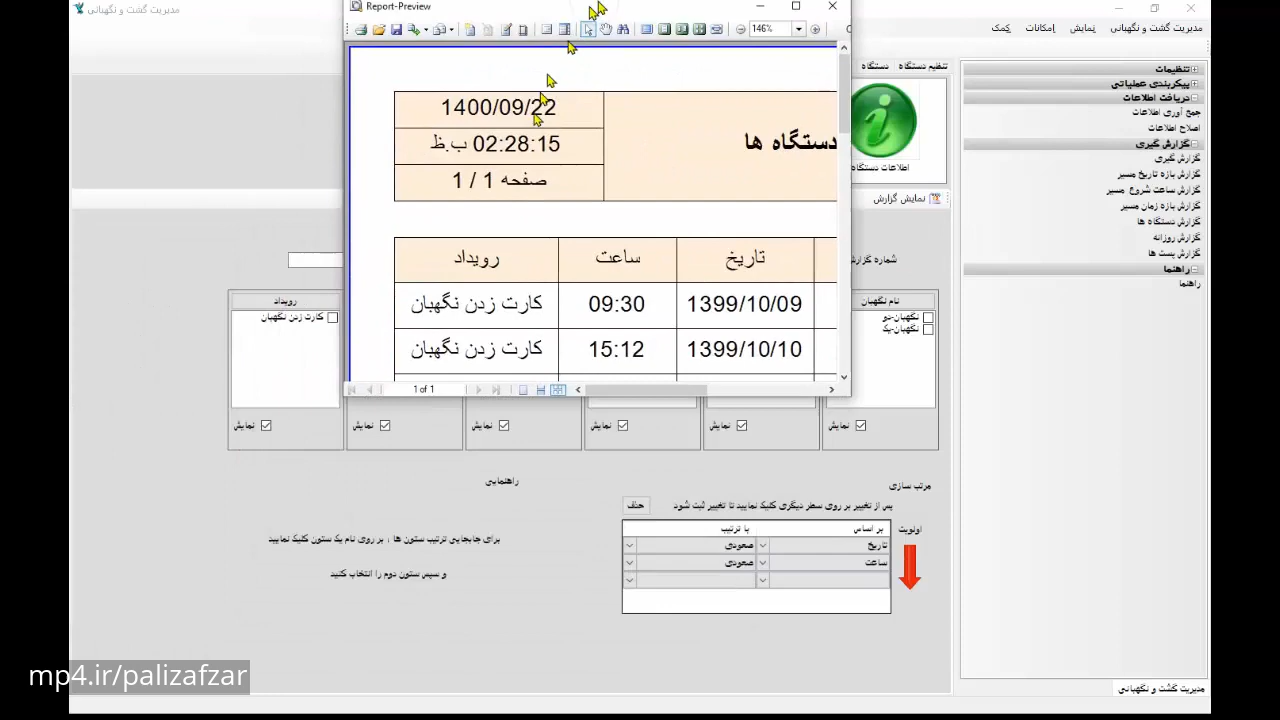 مدیریت گشت و نگهبانی
Report-Preview
مدیریت گشت و نگهبانی
نمایش
امکانات
کمک
146%
تنظیم دستگاه
دستگاه
اطلاعات دستگاه
نمایش گزارش
شماره گزارش
دستگاه ها
1400/09/22
02:28:15 ب.ظ
صفحه 1 / 1
تاریخ
ساعت
رویداد
1399/10/09
09:30
کارت زدن نگهبان
1399/10/10
15:12
کارت زدن نگهبان
1 of 1
نام نگهبان
نگهبان-دو
نگهبان-یک
رویداد
کارت زدن نگهبان
نمایش
نمایش
نمایش
نمایش
نمایش
نمایش
تنظیمات
پیکربندی عملیاتی
دریافت اطلاعات
جمع آوری اطلاعات
اصلاح اطلاعات
گزارش گیری
گزارش گیری
گزارش بازه تاریخ مسیر
گزارش ساعت شروع مسیر
گزارش بازه زمان مسیر
گزارش دستگاه ها
گزارش روزانه
گزارش پست ها
راهنما
راهنما
مرتب سازی
پس از تغییر بر روی سطر دیگری کلیک نمایید تا تغییر ثبت شود
حذف
اولویت
بر اساس
با ترتیب
تاریخ
صعودی
ساعت
صعودی
راهنمایی
برای جابجایی ترتیب ستون ها ، بر روی نام یک ستون کلیک نمایید
و سپس ستون دوم را انتخاب کنید
مدیریت گشت و نگهبانی
mp4.ir/palizafzar